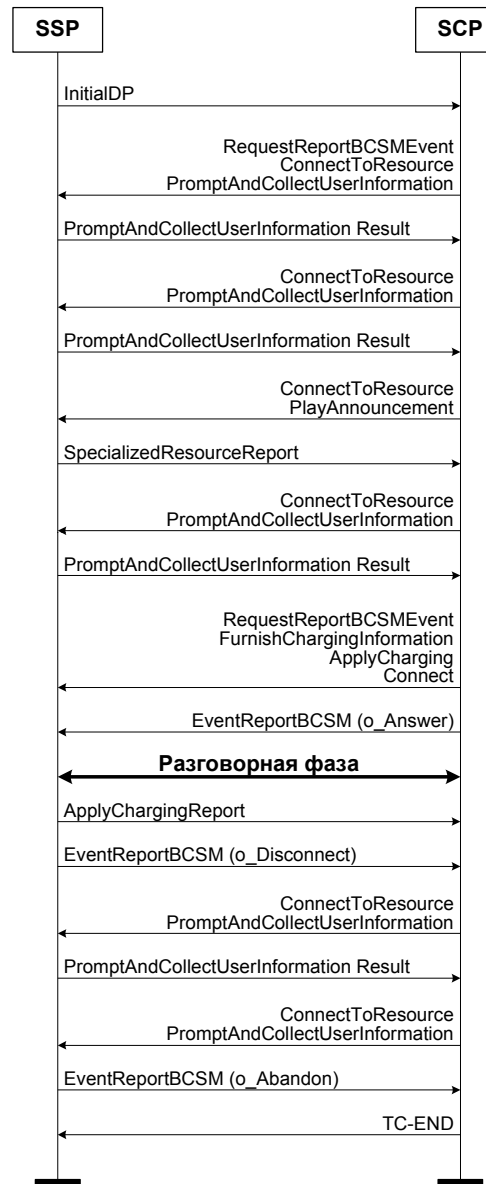 SSP
SCP
InitialDP
RequestReportBCSMEvent
ConnectToResource
PromptAndCollectUserInformation
PromptAndCollectUserInformation Result
ConnectToResource
PromptAndCollectUserInformation
PromptAndCollectUserInformation Result
ConnectToResource
PlayAnnouncement
SpecializedResourceReport
ConnectToResource
PromptAndCollectUserInformation
PromptAndCollectUserInformation Result
RequestReportBCSMEvent
FurnishChargingInformation
ApplyCharging
Connect
EventReportBCSM (o_Answer)
Разговорная фаза
ApplyChargingReport
EventReportBCSM (o_Disconnect)
ConnectToResource
PromptAndCollectUserInformation
PromptAndCollectUserInformation Result
ConnectToResource
PromptAndCollectUserInformation
EventReportBCSM (o_Abandon)
TC-END